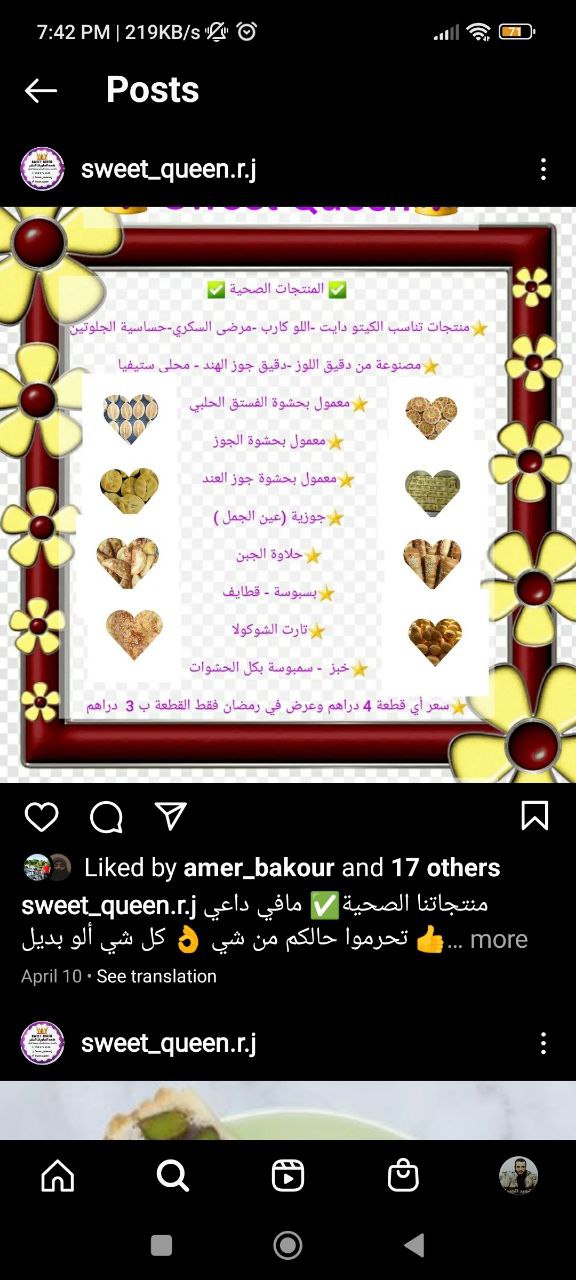 7:42 PM | 219KB/s
71
Posts
sweet_queen.r.j
Sweet Queen
✅ المنتجات الصحية ✅
⭐منتجات تناسب الكيتو دايت -اللو كارب -مرضى السكري-حساسية الجلوتين
⭐مصنوعة من دقيق اللوز -دقيق جوز الهند - محلى ستيفيا
⭐معمول بحشوة الفستق الحلبي
⭐معمول بحشوة الجوز
⭐معمول بحشوة جوز العند
⭐جوزية (عين الجمل )
⭐حلاوة الجبن
⭐بسبوسة - قطايف
⭐تارت الشوكولا
⭐خبز - سمبوسة بكل الحشوات
⭐سعر أي قطعة 4 دراهم وعرض في رمضان فقط القطعة ب 3 دراهم
Liked by amer_bakour and 17 others
sweet_queen.r.j منتجاتنا الصحية✅ مافي داعي
تحرموا حالكم من شي 👌 كل شي ألو بديل 👍... more
April 10 • See translation
sweet_queen.r.j